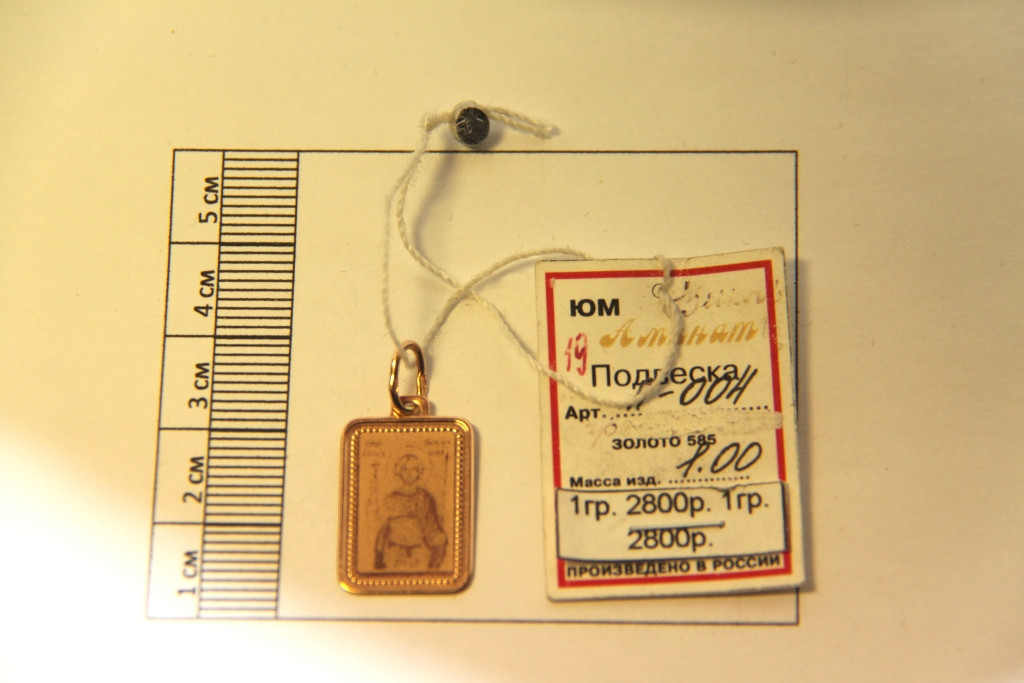 5 см
4 см
3 см
2 см
1 см
ЮМ
Аманат
19
Подвеска
Арт. -004
золото 585
Масса изд. 1.00
1гр. 2800р. 1гр.
2800р.
ПРОИЗВЕДЕНО В РОССИИ